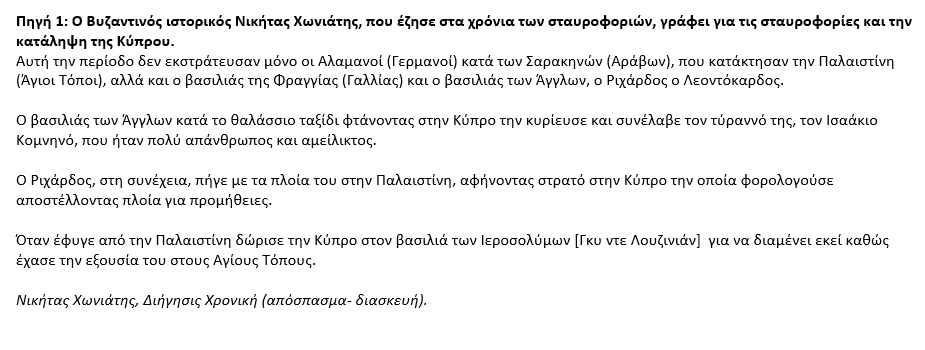 Πηγή 1: Ο Βυζαντινός ιστορικός Νικήτας Χωνιάτης, που έζησε στα χρόνια των σταυροφοριών, γράφει για τις σταυροφορίες και την
κατάληψη της Κύπρου.
Αυτή την περίοδο δεν εκστράτευσαν μόνο οι Αλαμανοί (Γερμανοί) κατά των Σαρακηνών (Αράβων), που κατάκτησαν την Παλαιστίνη
(Άγιοι Τόποι), αλλά και ο βασιλιάς της Φραγγίας (Γαλλίας) και ο βασιλιάς των Άγγλων, ο Ριχάρδος ο Λεοντόκαρδος.
Ο βασιλιάς των Άγγλων κατά το θαλάσσιο ταξίδι φτάνοντας στην Κύπρο την κυρίευσε και συνέλαβε τον τύραννό της, τον Ισαάκιο
Κομνηνό, που ήταν πολύ απάνθρωπος και αμείλικτος.
Ο Ριχάρδος, στη συνέχεια, πήγε με τα πλοία του στην Παλαιστίνη, αφήνοντας στρατό στην Κύπρο την οποία φορολογούσε
αποστέλλοντας πλοία για προμήθειες.
Όταν έφυγε από την Παλαιστίνη δώρισε την Κύπρο στον βασιλιά των Ιεροσολύμων [Γκυ ντε Λουζινιάν] για να διαμένει εκεί καθώς
έχασε την εξουσία του στους Αγίους Τόπους.
Νικήτας Χωνιάτης, Διήγησις Χρονική (απόσπασμα- διασκευή).